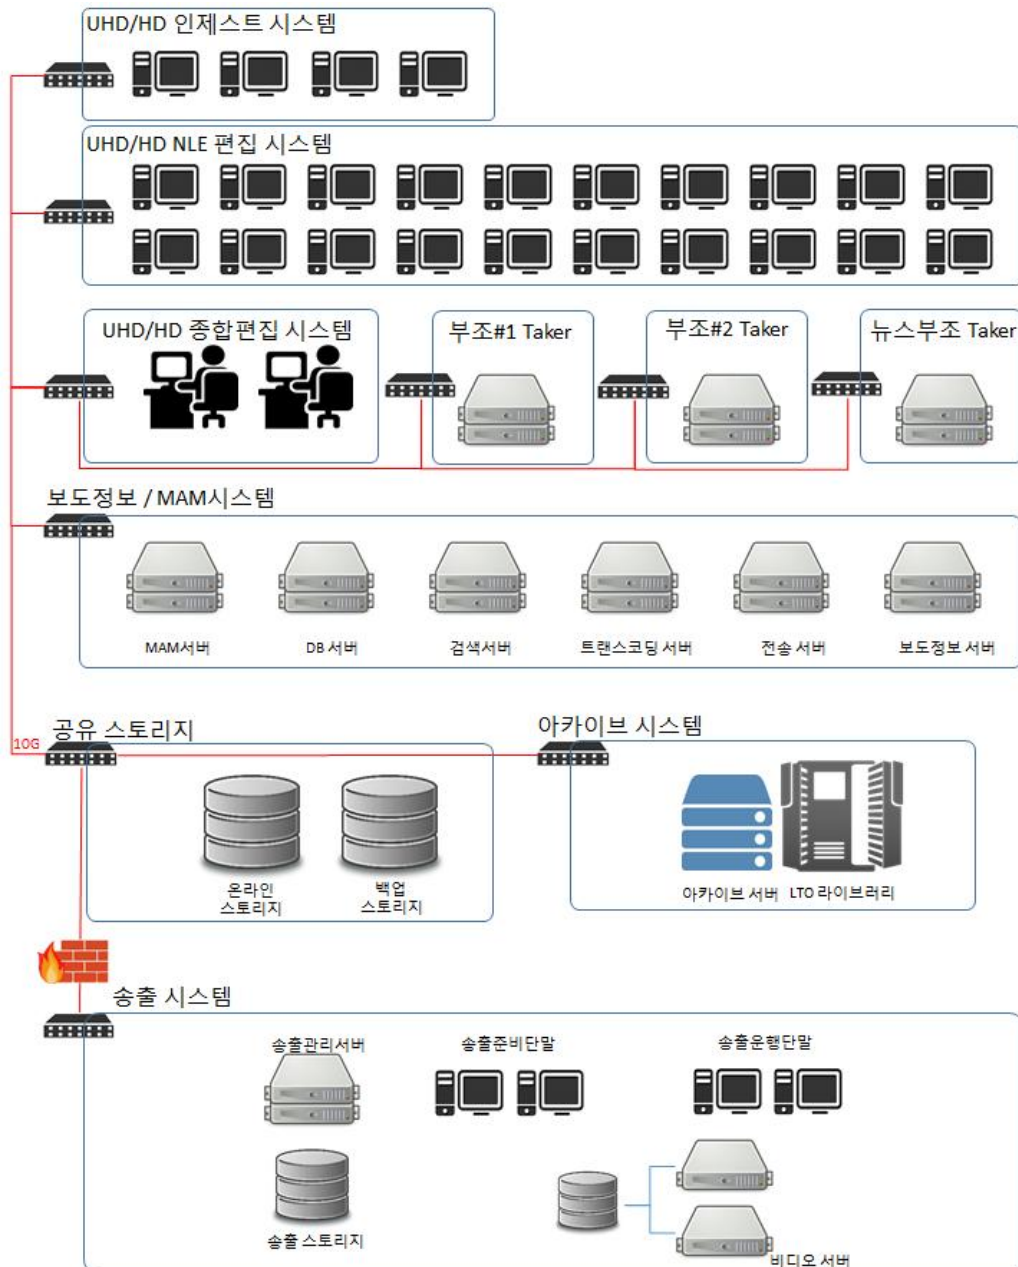 UHD/HD 인제스트 시스템
UHD/HD NLE 편집 시스템
UHD/HD 종합편집 시스템
부조#1 Taker
부조#2 Taker
뉴스부조 Taker
보도정보 / MAM시스템
MAM서버
DB 서버
검색서버
트랜스코딩 서버
전송 서버
보도정보 서버
10G
공유 스토리지
아카이브 시스템
온라인
스토리지
백업
스토리지
아카이브 서버
LTO 라이브러리
송출 시스템
송출관리서버
송출준비단말
송출운행단말
송출 스토리지
비디오 서버